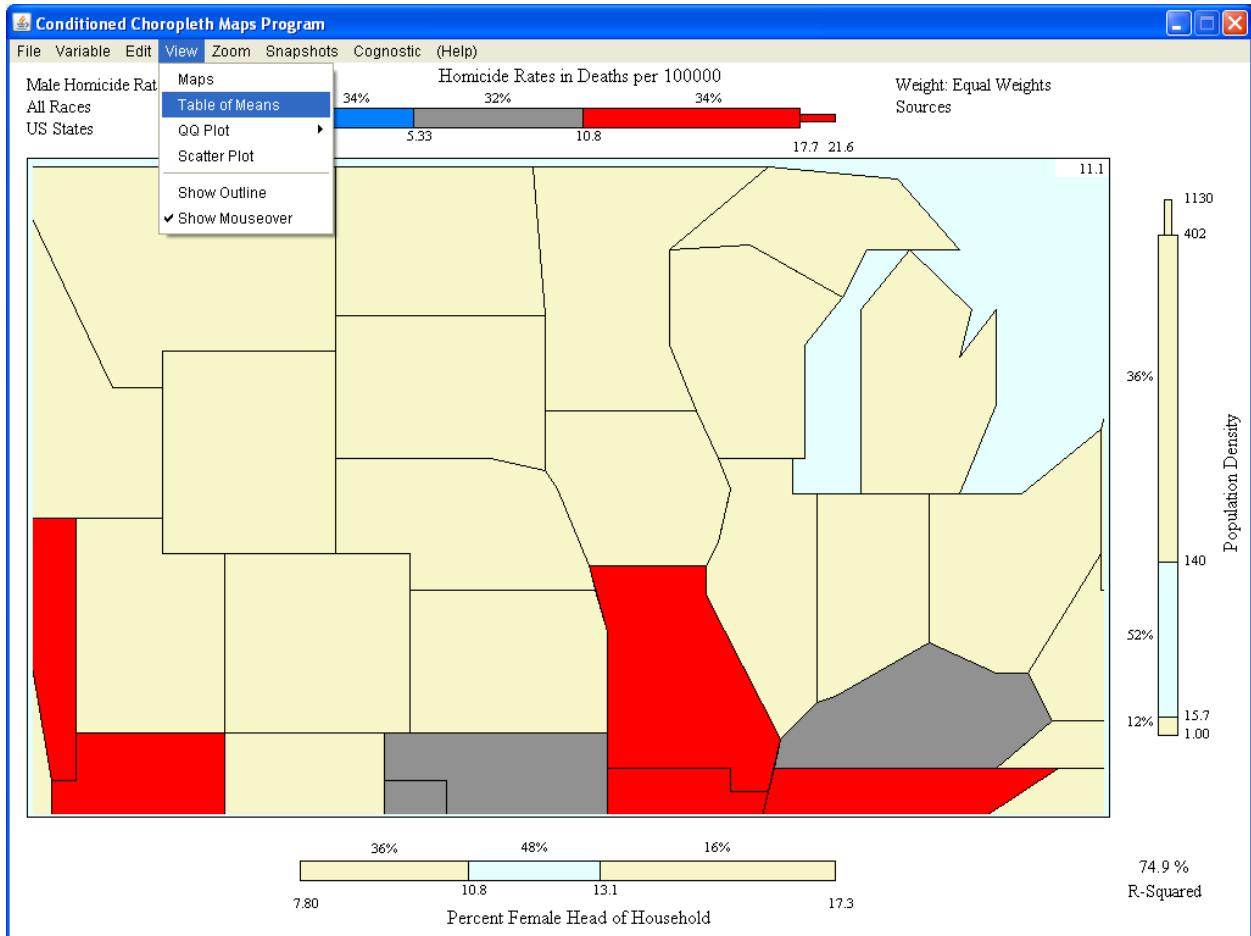 Conditioned Choropleth Maps Program
File Variable Edit View Zoom Snapshots Cognostic (Help)
Maps
Table of Means
QQ Plot
Scatter Plot
Show Outline
Show Mouseover
Male Homicide Rat
All Races
US States
Homicide Rates in Deaths per 100000
34% 32% 34%
5.33 10.8 17.7 21.6
Weight: Equal Weights
Sources
11.1
1130
402
36%
140
52%
15.7
12%
1.00
Population Density
36% 48% 16%
10.8 13.1
7.80 17.3
Percent Female Head of Household
74.9 %
R-Squared